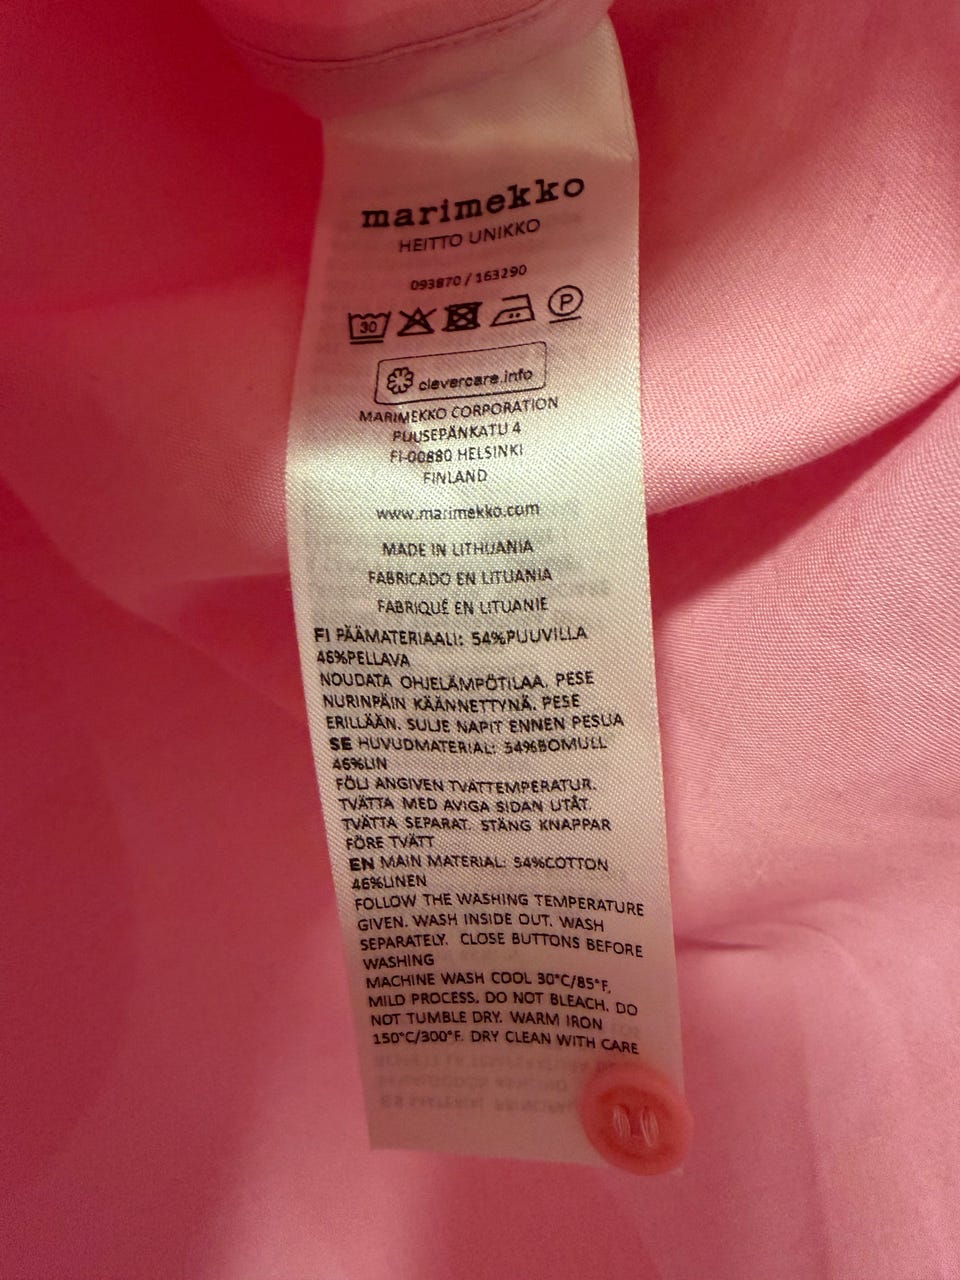 marimekko
HEITTO UNIKKO
093870 / 163290
30
P
clevercare.info
MARIMEKKO CORPORATION
PUUSEPÄNKATU 4
FI-00880 HELSINKI
FINLAND
www.marimekko.com
MADE IN LITHUANIA
FABRICADO EN LITUANIA
FABRIQUÉ EN LITUANIE
FI PÄÄMATERIAALI: 54%PUUVILLA
46%PELLAVA
NOUDATA OHJELÄMPÖTILAA. PESE
NURINPÄIN KÄÄNNETTYNÄ. PESE
ERILLÄÄN. SULJE NAPIT ENNEN PESUA
SE HUVUDMATERIAL: 54%BOMULL
46%LIN
FÖLJ ANGIVEN TVÄTTEMPERATUR.
TVÄTTA MED AVIGA SIDAN UTÅT.
TVÄTTA SEPARAT. STÄNG KNAPPAR
FÖRE TVÄTT
EN MAIN MATERIAL: 54%COTTON
46%LINEN
FOLLOW THE WASHING TEMPERATURE
GIVEN. WASH INSIDE OUT. WASH
SEPARATELY. CLOSE BUTTONS BEFORE
WASHING
MACHINE WASH COOL 30°C/85°F,
MILD PROCESS. DO NOT BLEACH. DO
NOT TUMBLE DRY. WARM IRON
150°C/300°F. DRY CLEAN WITH CARE